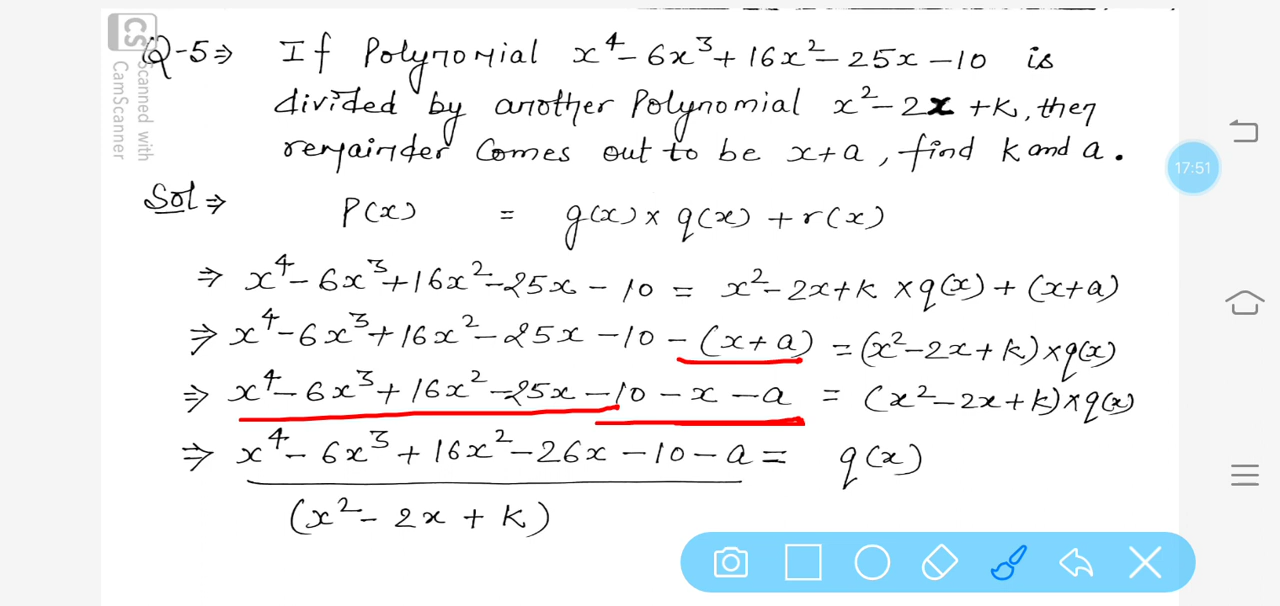 CS Scanned with CamScanner
Q-5⇒ If Polynomial x⁴-6x³+16x²-25x-10 is
divided by another Polynomial x²-2x+k, then
remainder comes out to be x+a, find k and a.
Sol⇒ P(x) = g(x) × q(x) + r(x)
⇒ x⁴-6x³+16x²-25x-10 = x²-2x+k × q(x) + (x+a)
⇒ x⁴-6x³+16x²-25x-10-(x+a) = (x²-2x+k)×q(x)
⇒ x⁴-6x³+16x²-25x-10-x-a = (x²-2x+k)×q(x)
⇒ x⁴-6x³+16x²-26x-10-a = q(x)
(x²-2x+k)
17:51